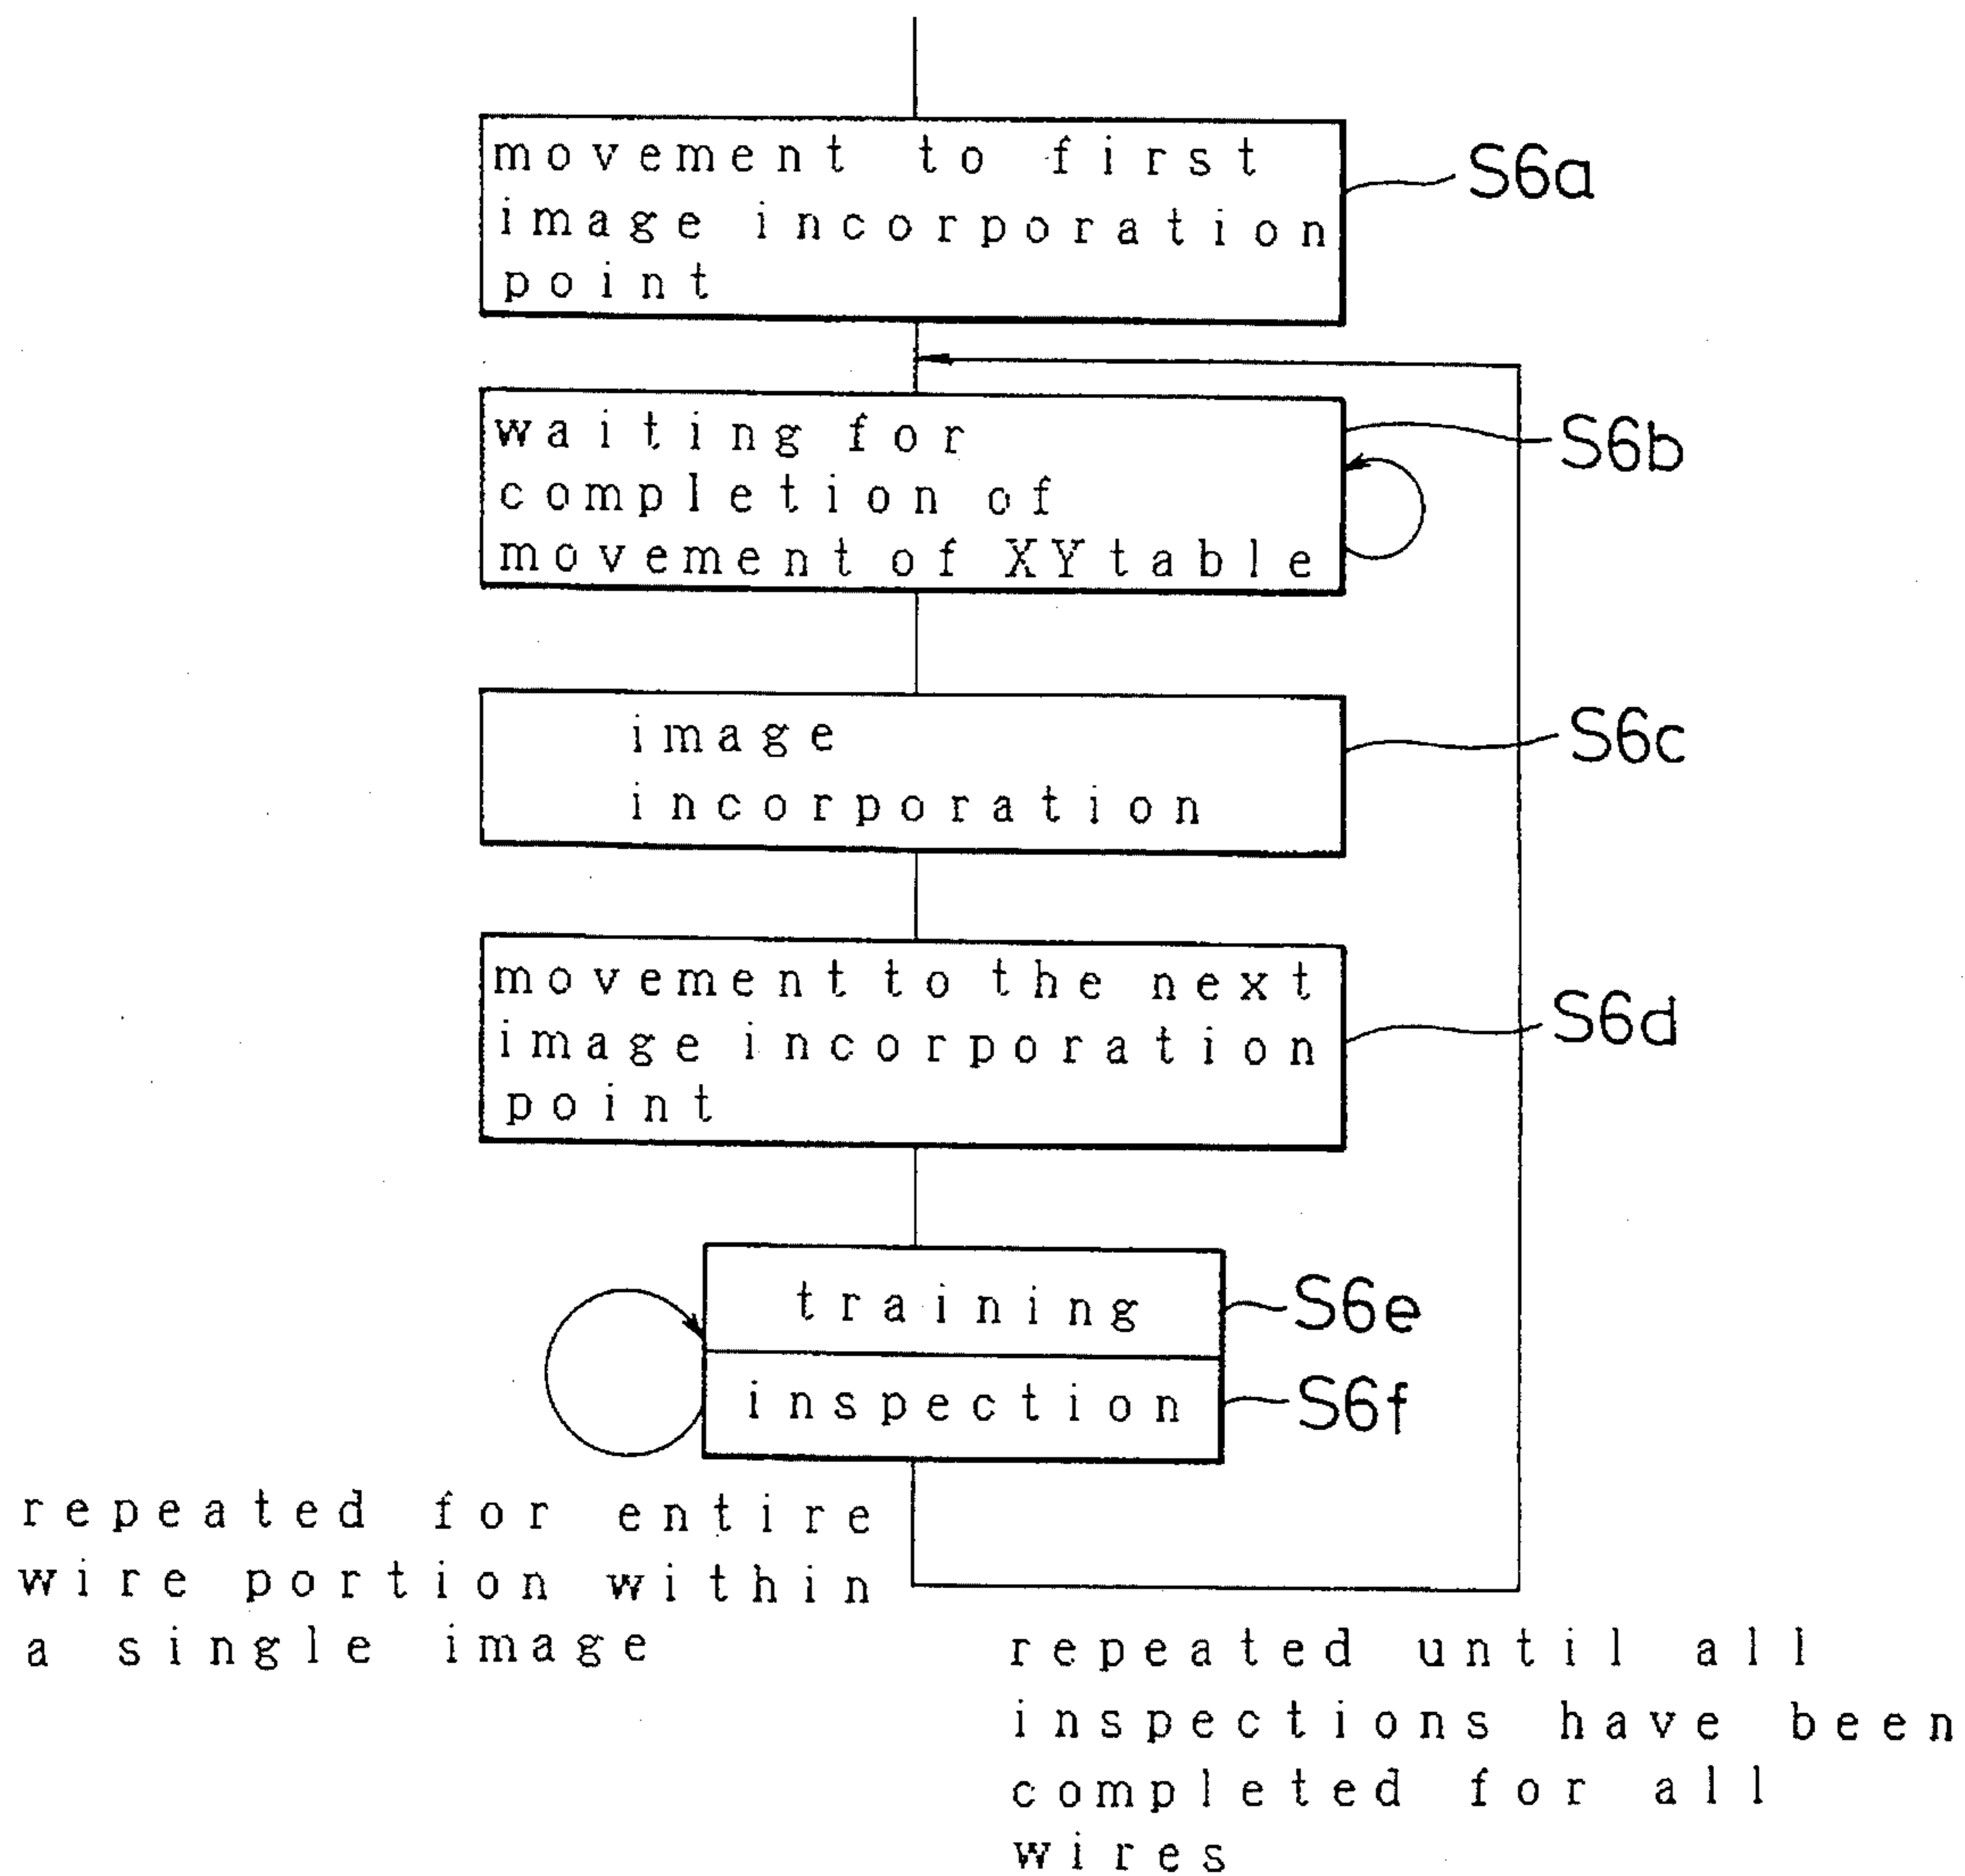 movement to first
image incorporation
point
S6a
waiting for
completion of
movement of XYtable
S6b
image
incorporation
S6c
movement to the next
image incorporation
point
S6d
training
S6e
inspection
S6f
repeated for entire
wire portion within
a single image
repeated until all
inspections have been
completed for all
wires